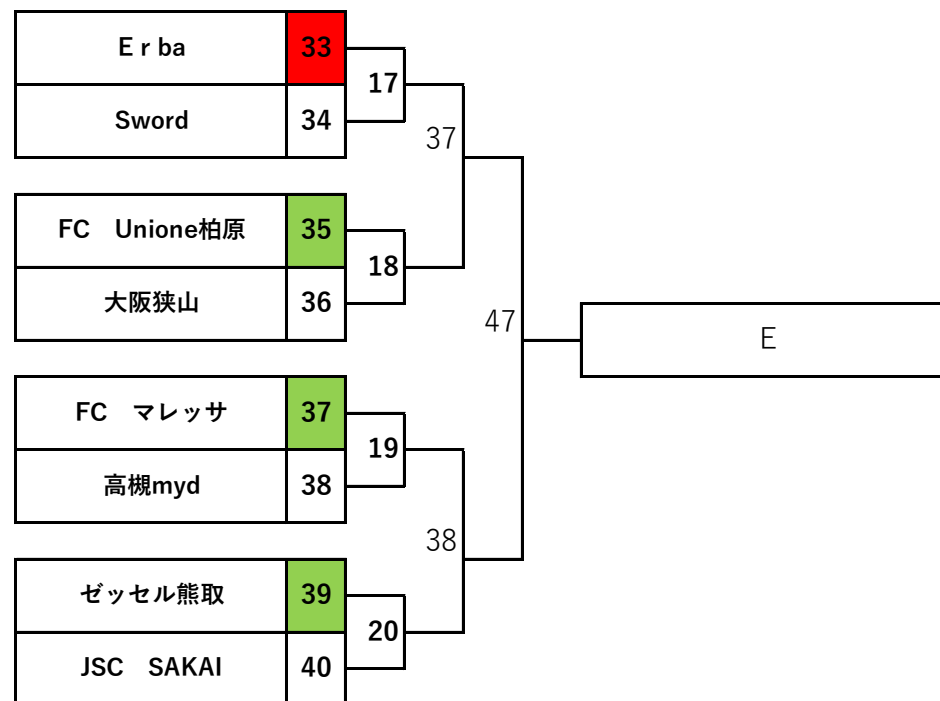 E r ba 33
17
Sword 34
37
FC　Unione柏原 35
18
大阪狭山 36
47
E
FC　マレッサ 37
19
高槻myd 38
38
ゼッセル熊取 39
20
JSC　SAKAI 40